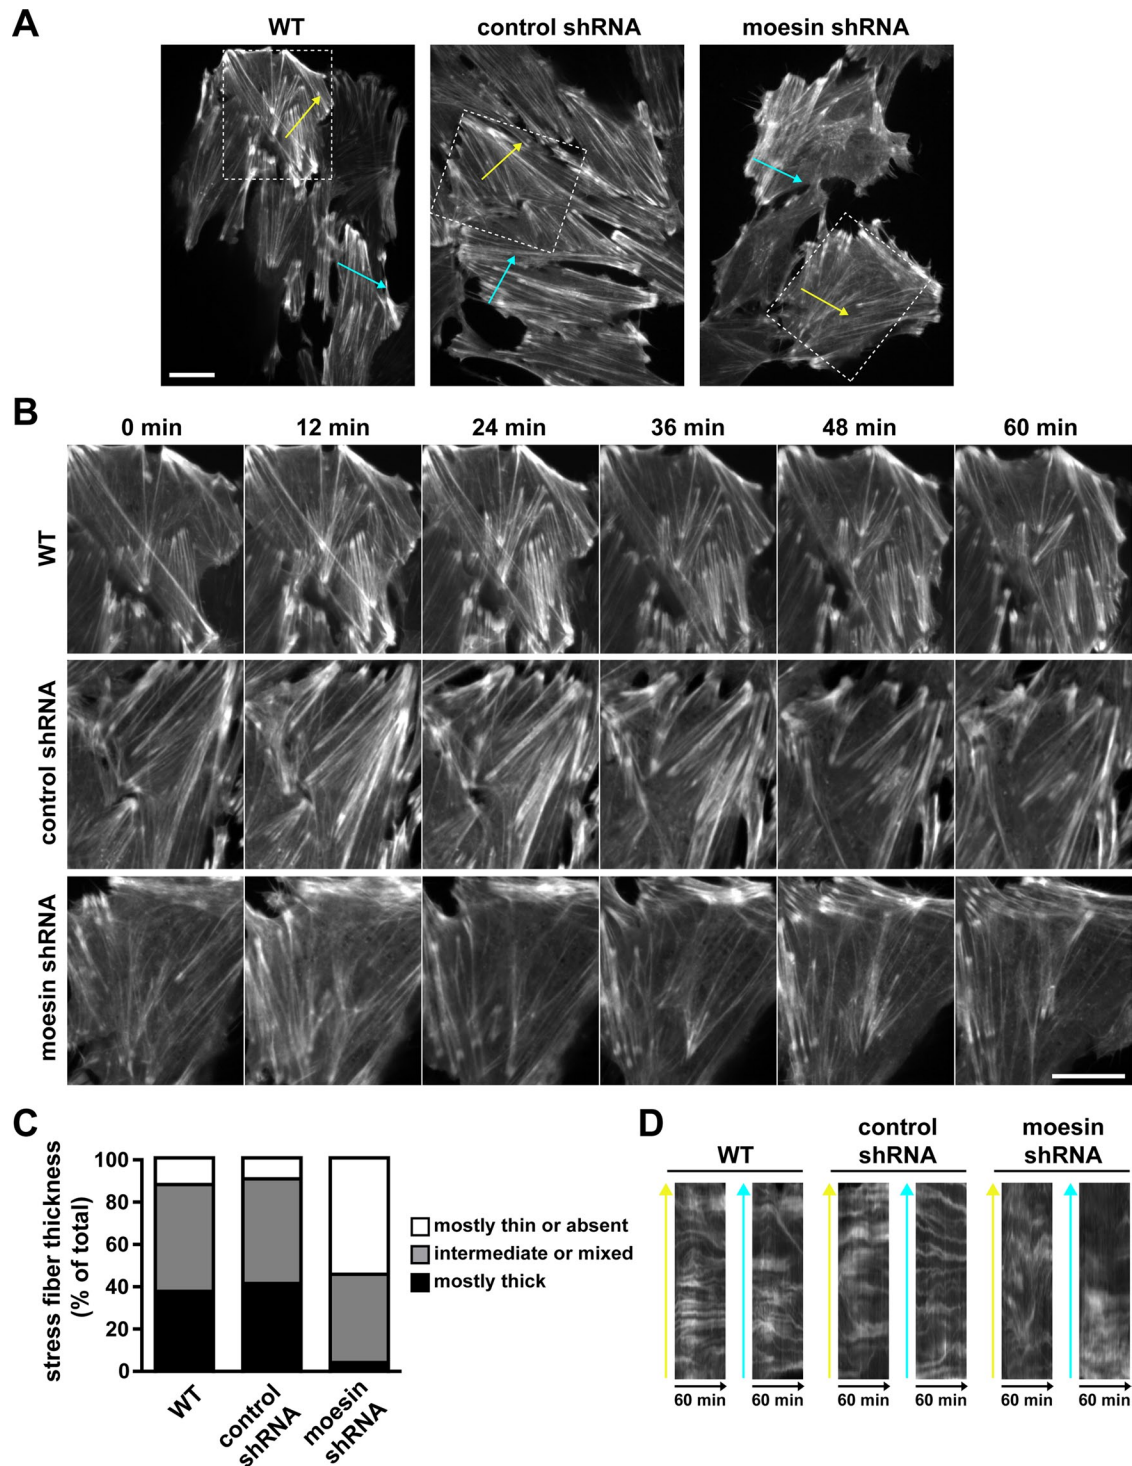 A
WT
control shRNA
moesin shRNA
B
0 min
12 min
24 min
36 min
48 min
60 min
WT
control shRNA
moesin shRNA
C
stress fiber thickness
(% of total)
100
80
60
40
20
0
WT
control
shRNA
moesin
shRNA
mostly thin or absent
intermediate or mixed
mostly thick
D
WT
control
shRNA
moesin
shRNA
60 min
60 min
60 min
60 min
60 min
60 min